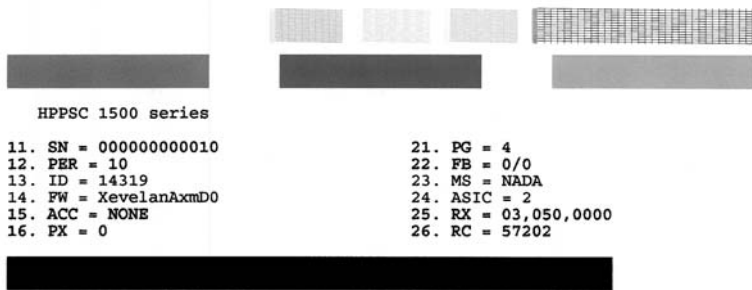 HPPSC 1500 series
11. SN = 000000000010
12. PER = 10
13. ID = 14319
14. FW = XevelanAxmD0
15. ACC = NONE
16. PX = 0
21. PG = 4
22. FB = 0/0
23. MS = NADA
24. ASIC = 2
25. RX = 03,050,0000
26. RC = 57202